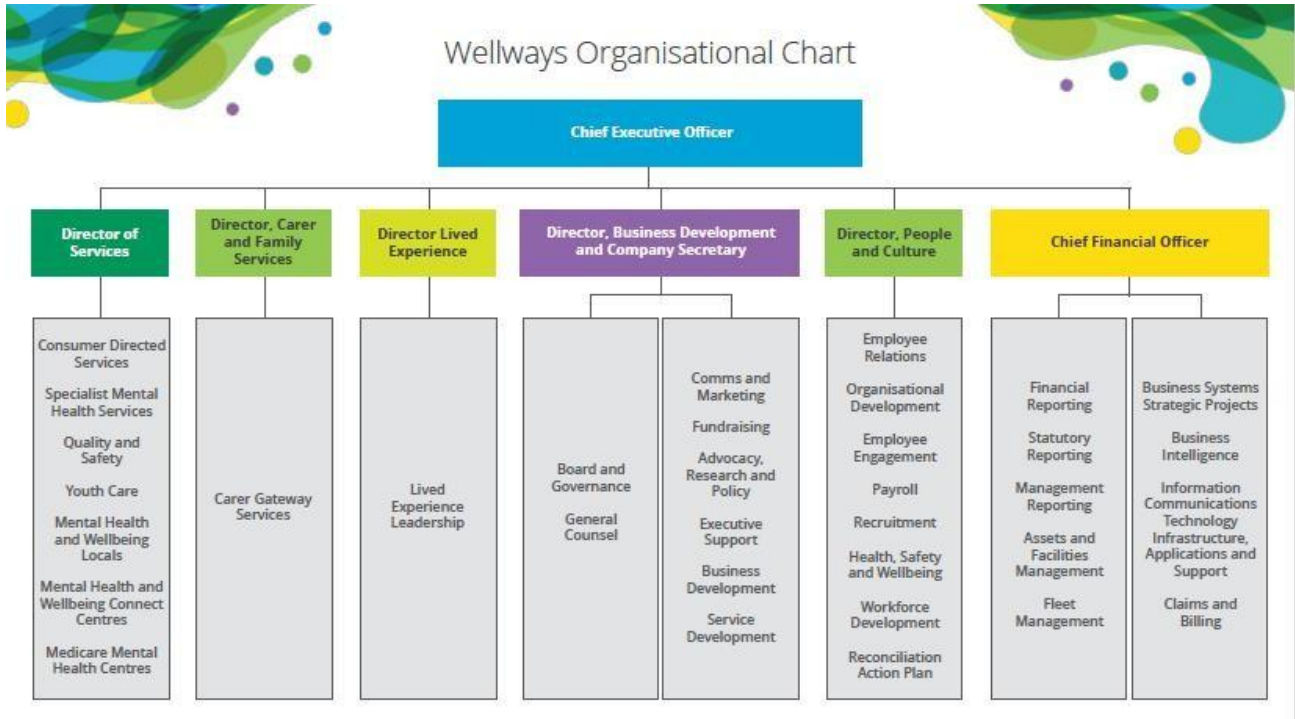 Wellways Organisational Chart
Chief Executive Officer
Director of
Services
Director, Carer
and Family
Services
Director Lived
Experience
Director, Business Development
and Company Secretary
Director, People
and Culture
Chief Financial Officer
Consumer Directed
Services
Specialist Mental
Health Services
Quality and
Safety
Youth Care
Mental Health
and Wellbeing
Locals
Mental Health and
Wellbeing Connect
Centres
Medicare Mental
Health Centres
Carer Gateway
Services
Lived
Experience
Leadership
Board and
Governance
General
Counsel
Comms and
Marketing
Fundraising
Advocacy,
Research and
Policy
Executive
Support
Business
Development
Service
Development
Employee
Relations
Organisational
Development
Employee
Engagement
Payroll
Recruitment
Health, Safety
and Wellbeing
Workforce
Development
Reconciliation
Action Plan
Financial
Reporting
Statutory
Reporting
Management
Reporting
Assets and
Facilities
Management
Fleet
Management
Business Systems
Strategic Projects
Business
Intelligence
Information
Communications
Technology
Infrastructure,
Applications and
Support
Claims and
Billing